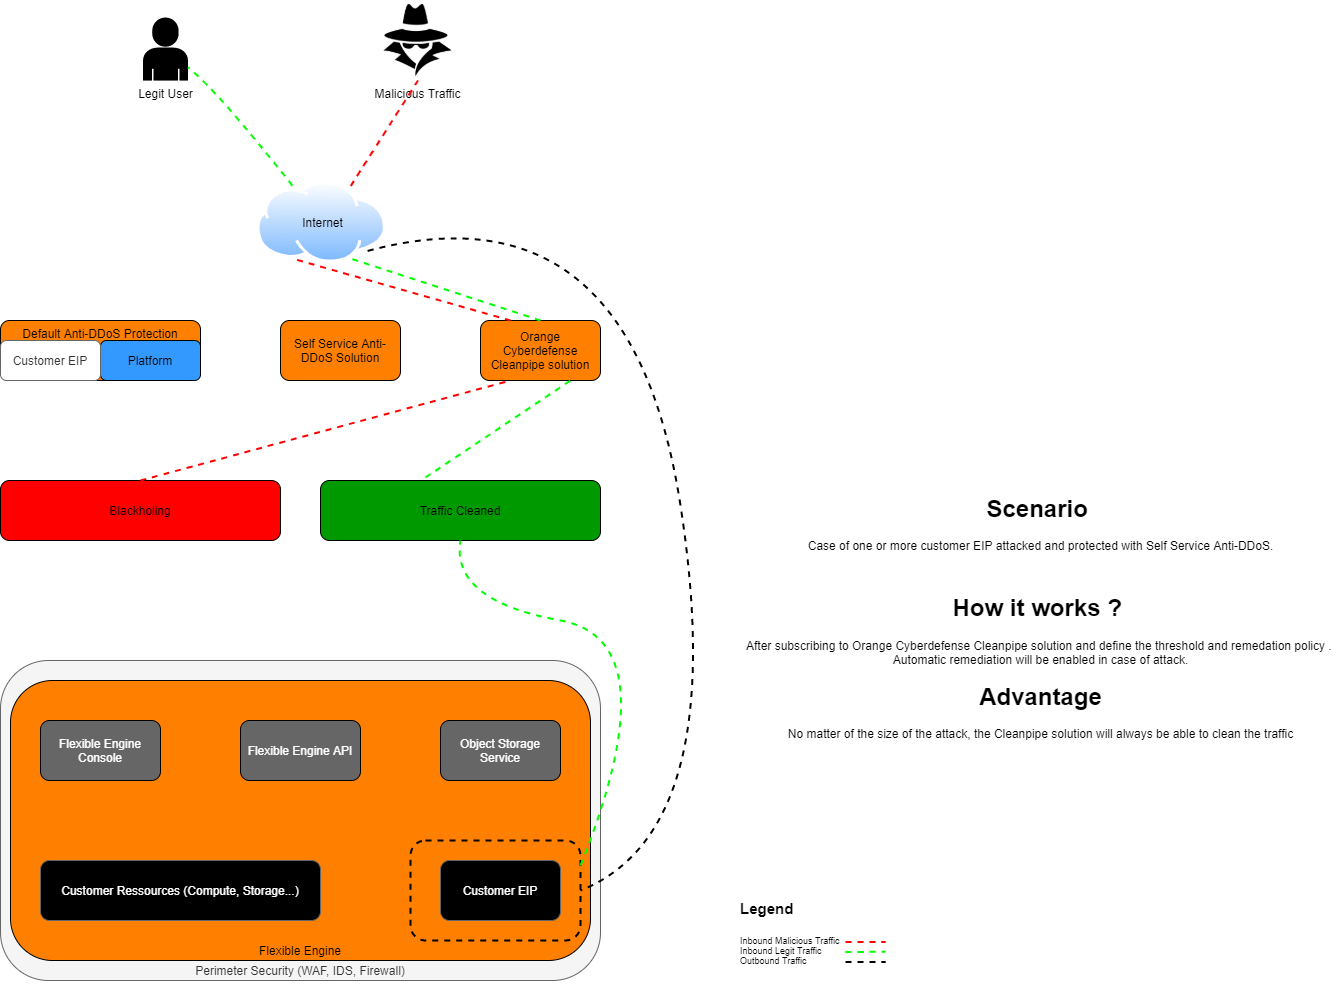 Legit User
Malicious Traffic
Internet
Default Anti-DDoS Protection
Customer EIP
Platform
Self Service Anti-
DDoS Solution
Orange
Cyberdefense
Cleanpipe solution
Blackholing
Traffic Cleaned
Scenario
Case of one or more customer EIP attacked and protected with Self Service Anti-DDoS.
How it works ?
After subscribing to Orange Cyberdefense Cleanpipe solution and define the threshold and remedation policy .
Automatic remediation will be enabled in case of attack.
Advantage
No matter of the size of the attack, the Cleanpipe solution will always be able to clean the traffic
Flexible Engine
Console
Flexible Engine API
Object Storage
Service
Customer Ressources (Compute, Storage...)
Customer EIP
Flexible Engine
Perimeter Security (WAF, IDS, Firewall)
Legend
Inbound Malicious Traffic
Inbound Legit Traffic
Outbound Traffic